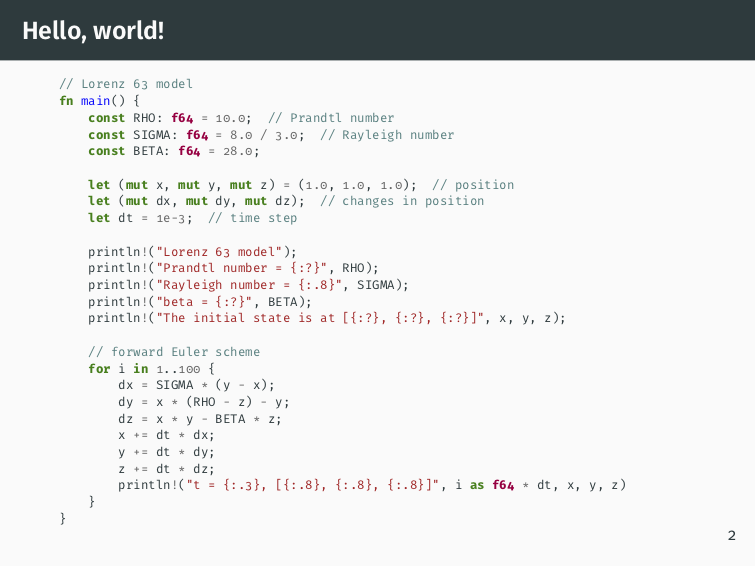 Hello, world!
// Lorenz 63 model
fn main() {
    const RHO: f64 = 10.0;  // Prandtl number
    const SIGMA: f64 = 8.0 / 3.0;  // Rayleigh number
    const BETA: f64 = 28.0;

    let (mut x, mut y, mut z) = (1.0, 1.0, 1.0);  // position
    let (mut dx, mut dy, mut dz);  // changes in position
    let dt = 1e-3;  // time step

    println!("Lorenz 63 model");
    println!("Prandtl number = {:?}", RHO);
    println!("Rayleigh number = {:.8}", SIGMA);
    println!("beta = {:?}", BETA);
    println!("The initial state is at [{:?}, {:?}, {:?}]", x, y, z);

    // forward Euler scheme
    for i in 1..100 {
        dx = SIGMA * (y - x);
        dy = x * (RHO - z) - y;
        dz = x * y - BETA * z;
        x += dt * dx;
        y += dt * dy;
        z += dt * dz;
        println!("t = {:.3}, [{:.8}, {:.8}, {:.8}]", i as f64 * dt, x, y, z)
    }
}
2